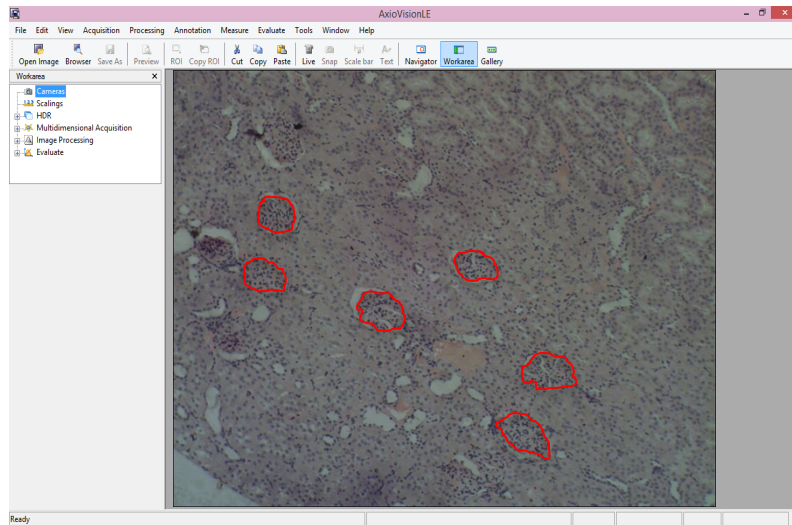 AxioVisionLE
File Edit View Acquisition Processing Annotation Measure Evaluate Tools Window Help
Open Image Browser Save As Preview ROI Copy ROI Cut Copy Paste Live Snap Scale bar Text Navigator Workarea Gallery
Workarea
Cameras
Scalings
HDR
Multidimensional Acquisition
Image Processing
Evaluate
Ready